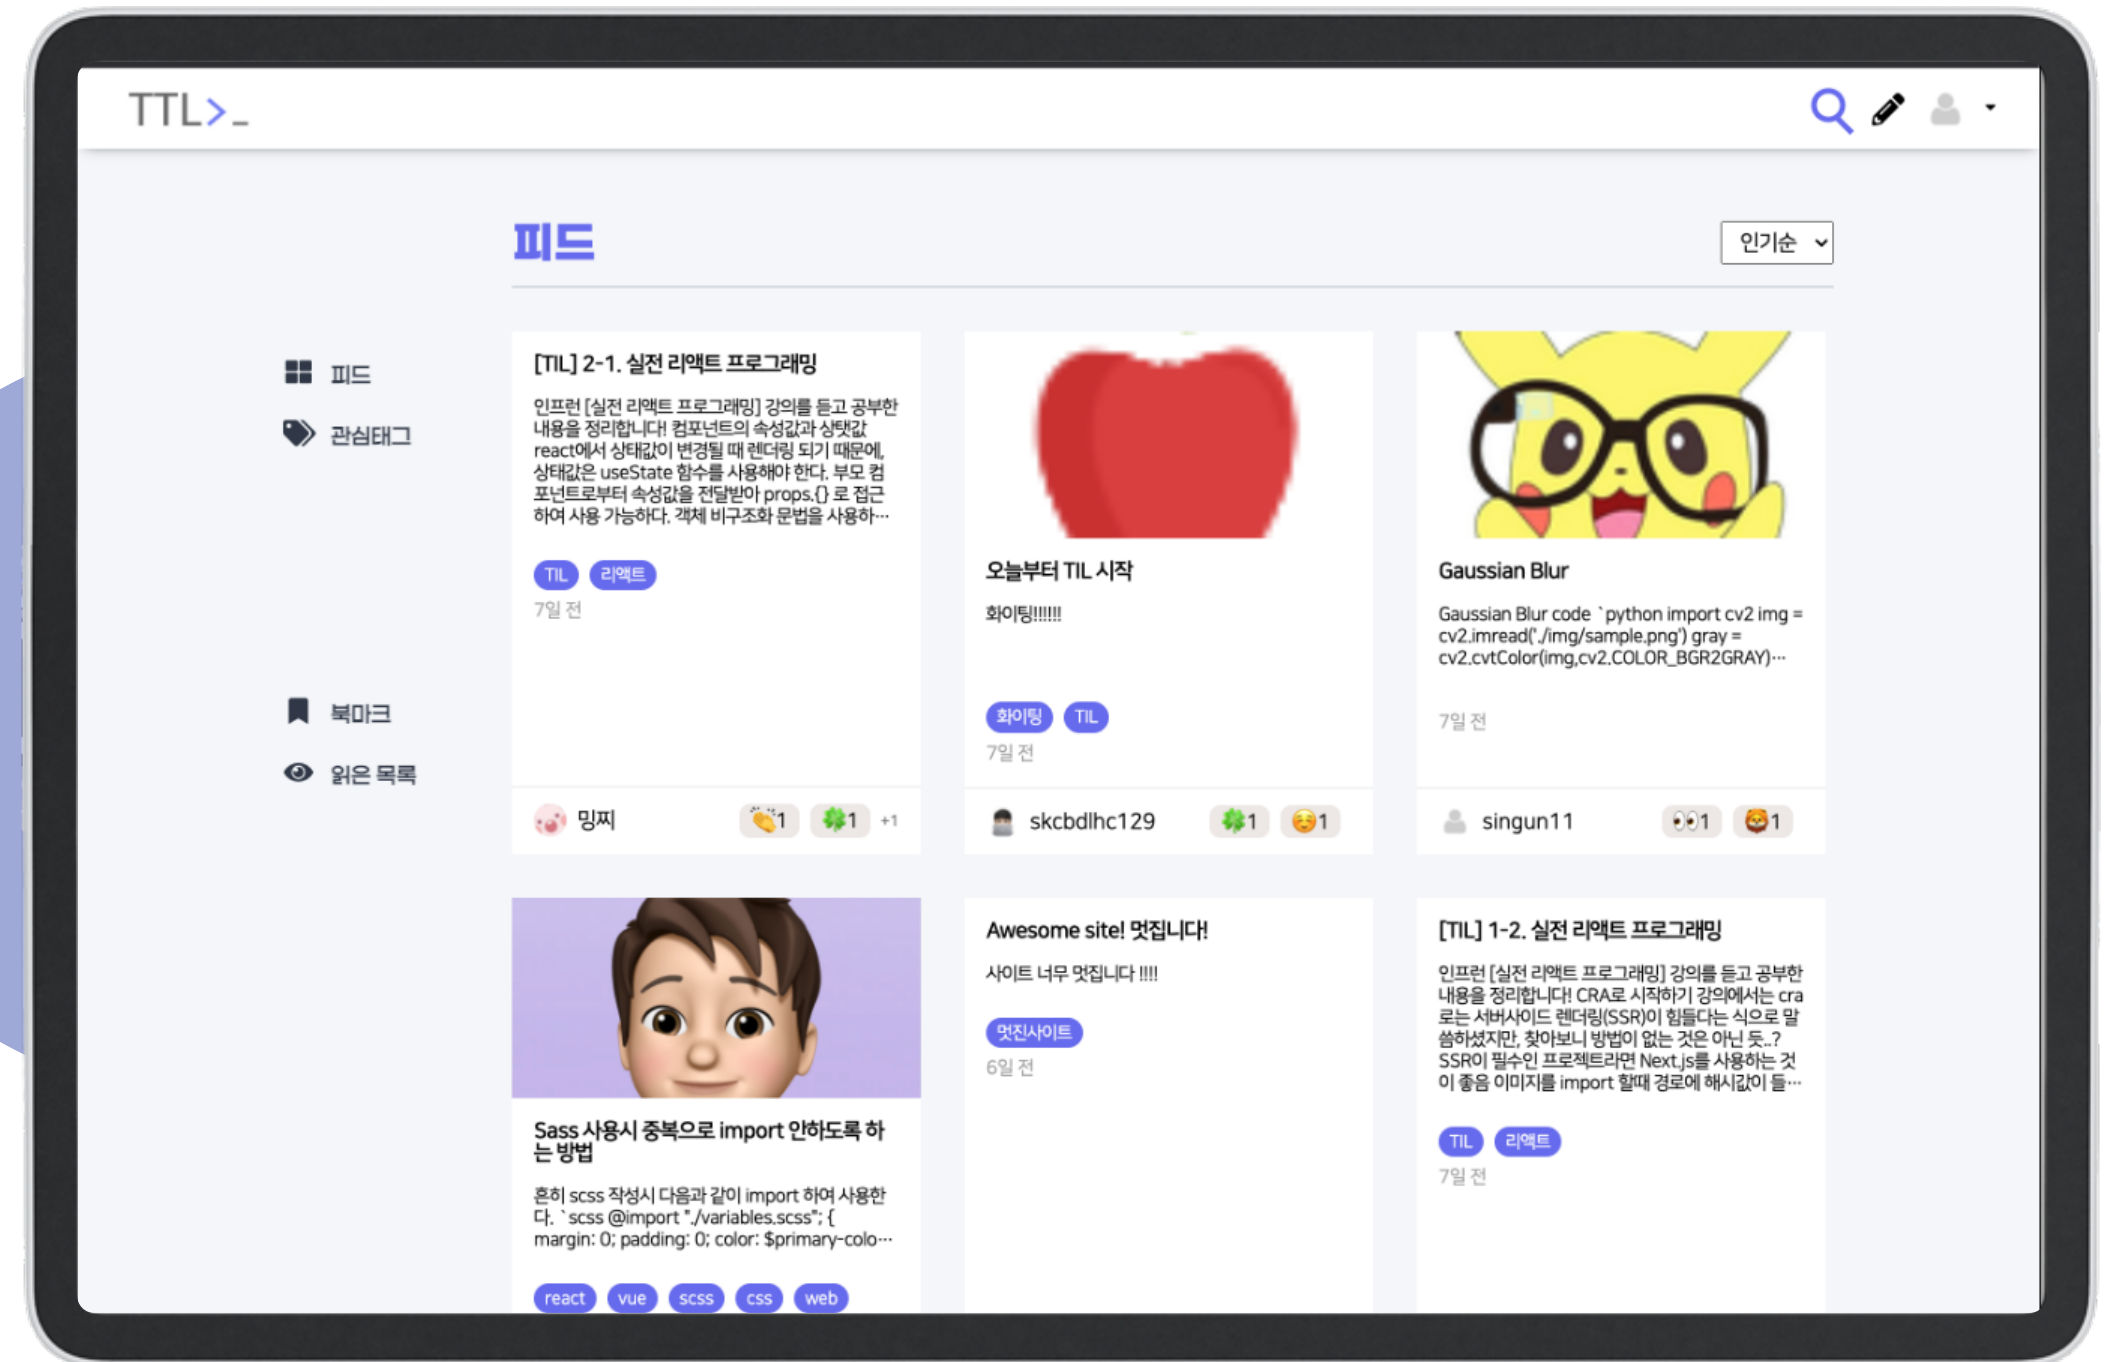 TTL>_
피드
인기순
피드
관심태그
북마크
읽은 목록
[TIL] 2-1. 실전 리액트 프로그래밍
인프런 [실전 리액트 프로그래밍] 강의를 듣고 공부한
내용을 정리합니다! 컴포넌트의 속성값과 상탯값
react에서 상태값이 변경될 때 렌더링 되기 때문에,
상태값은 useState 함수를 사용해야 한다. 부모 컴
포넌트로부터 속성값을 전달받아 props.{} 로 접근
하여 사용 가능하다. 객체 비구조화 문법을 사용하…
TIL 리액트
7일 전
밍찌 1 1 +1
오늘부터 TIL 시작
화이팅!!!!!!
화이팅 TIL
7일 전
skcbdlhc129 1 1
Gaussian Blur
Gaussian Blur code `python import cv2 img =
cv2.imread('./img/sample.png') gray =
cv2.cvtColor(img,cv2.COLOR_BGR2GRAY)…
7일 전
singun11 1 1
Sass 사용시 중복으로 import 안하도록 하
는 방법
흔히 scss 작성시 다음과 같이 import 하여 사용한
다. `scss @import "./variables.scss"; {
margin: 0; padding: 0; color: $primary-colo…
react vue scss css web
Awesome site! 멋집니다!
사이트 너무 멋집니다 !!!!
멋진사이트
6일 전
[TIL] 1-2. 실전 리액트 프로그래밍
인프런 [실전 리액트 프로그래밍] 강의를 듣고 공부한
내용을 정리합니다! CRA로 시작하기 강의에서는 cra
로는 서버사이드 렌더링(SSR)이 힘들다는 식으로 말
씀하셨지만, 찾아보니 방법이 없는 것은 아닌 듯..?
SSR이 필수인 프로젝트라면 Next.js를 사용하는 것
이 좋음 이미지를 import 할때 경로에 해시값이 들…
TIL 리액트
7일 전